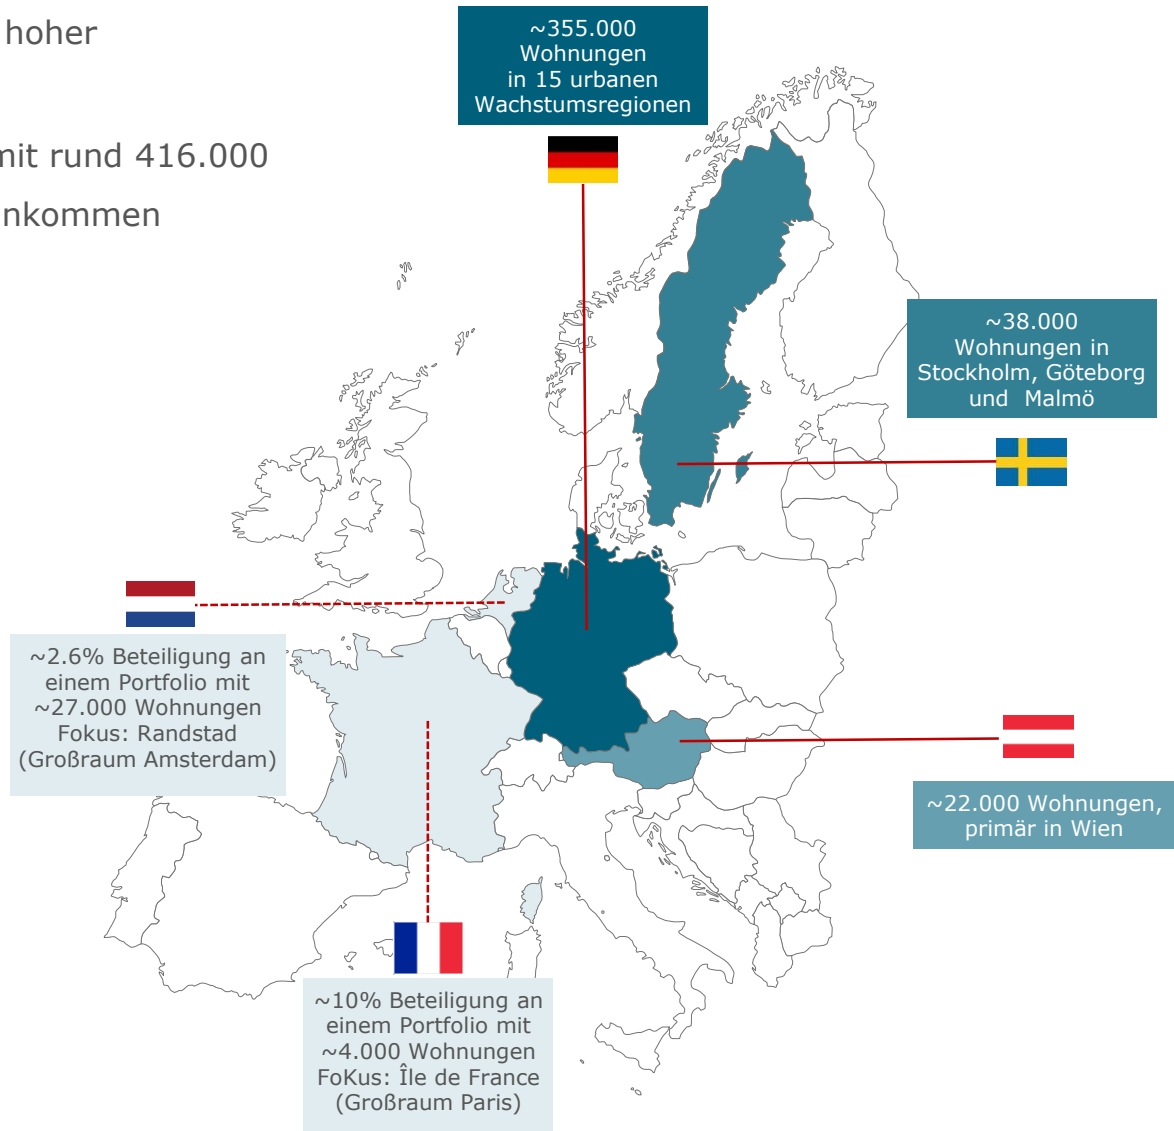 hoher
mit rund 416.000
nkommen
~355.000
Wohnungen
in 15 urbanen
Wachstumsregionen
~38.000
Wohnungen in
Stockholm, Göteborg
und Malmö
~2.6% Beteiligung an
einem Portfolio mit
~27.000 Wohnungen
Fokus: Randstad
(Großraum Amsterdam)
~22.000 Wohnungen,
primär in Wien
~10% Beteiligung an
einem Portfolio mit
~4.000 Wohnungen
FoKus: Île de France
(Großraum Paris)